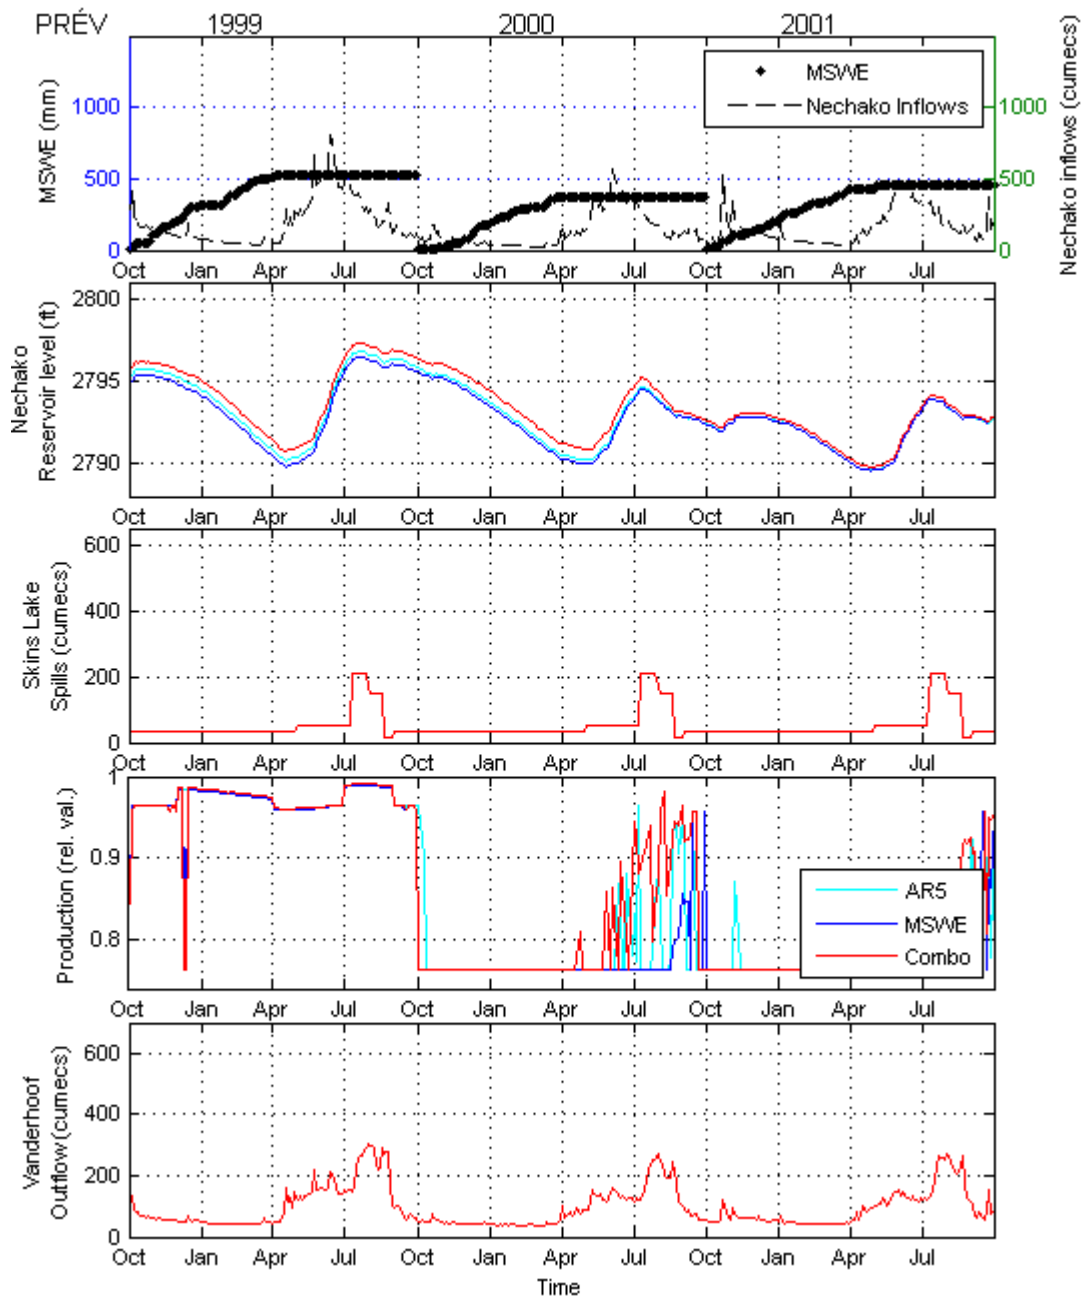 PRÉV 1999 2000 2001
MSWE (mm)
1000
500
0
MSWE
Nechako Inflows
1000
500
0
Nechako inflows (cumecs)
Oct Jan Apr Jul Oct Jan Apr Jul Oct Jan Apr Jul
Nechako
Reservoir level (ft)
2800
2795
2790
Oct Jan Apr Jul Oct Jan Apr Jul Oct Jan Apr Jul
Skins Lake
Spills (cumecs)
600
400
200
0
Oct Jan Apr Jul Oct Jan Apr Jul Oct Jan Apr Jul
Production (rel. val.)
1
0.9
0.8
AR5
MSWE
Combo
Oct Jan Apr Jul Oct Jan Apr Jul Oct Jan Apr Jul
Vanderhoof
Outflow(cumecs)
600
400
200
0
Oct Jan Apr Jul Oct Jan Apr Jul Oct Jan Apr Jul
Time